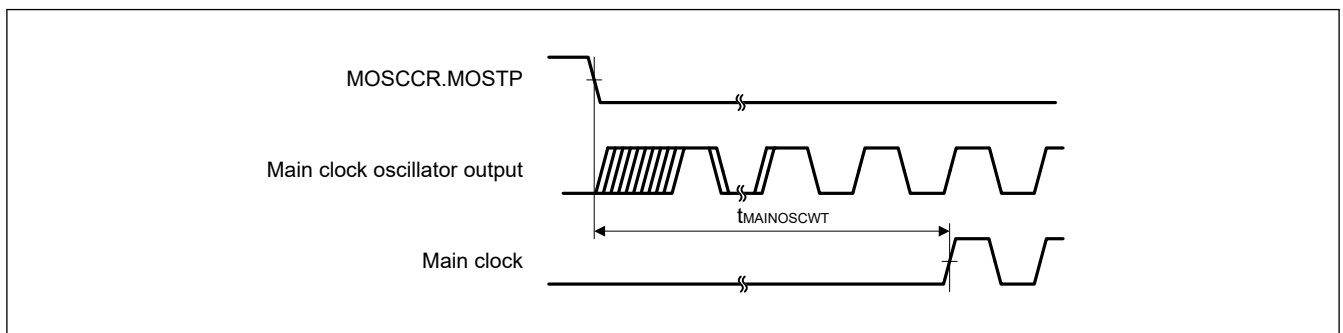 MOSCCR.MOSTP
Main clock oscillator output
tMAINOSCWT
Main clock